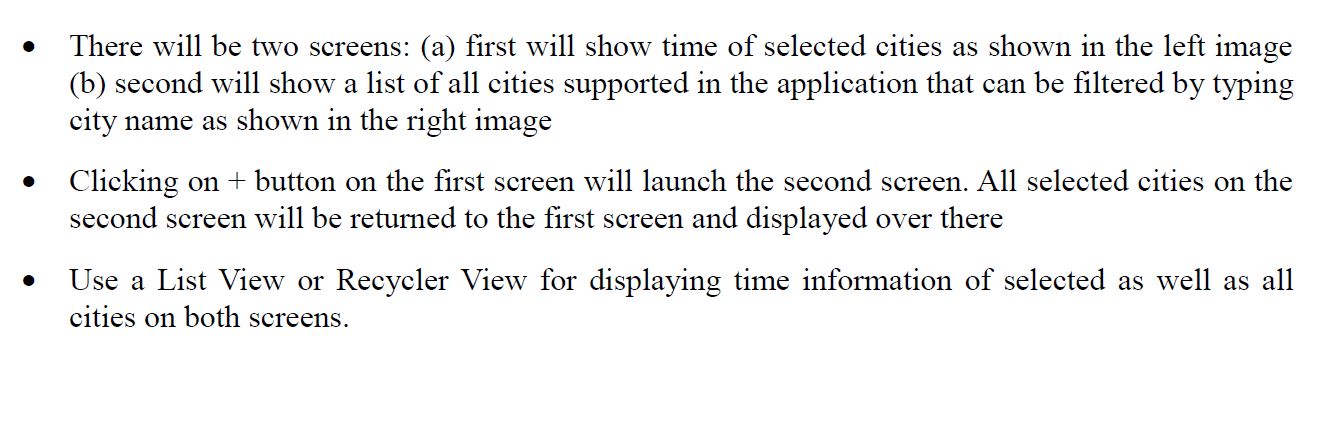 • There will be two screens: (a) first will show time of selected cities as shown in the left image
(b) second will show a list of all cities supported in the application that can be filtered by typing
city name as shown in the right image
• Clicking on + button on the first screen will launch the second screen. All selected cities on the
second screen will be returned to the first screen and displayed over there
• Use a List View or Recycler View for displaying time information of selected as well as all
cities on both screens.